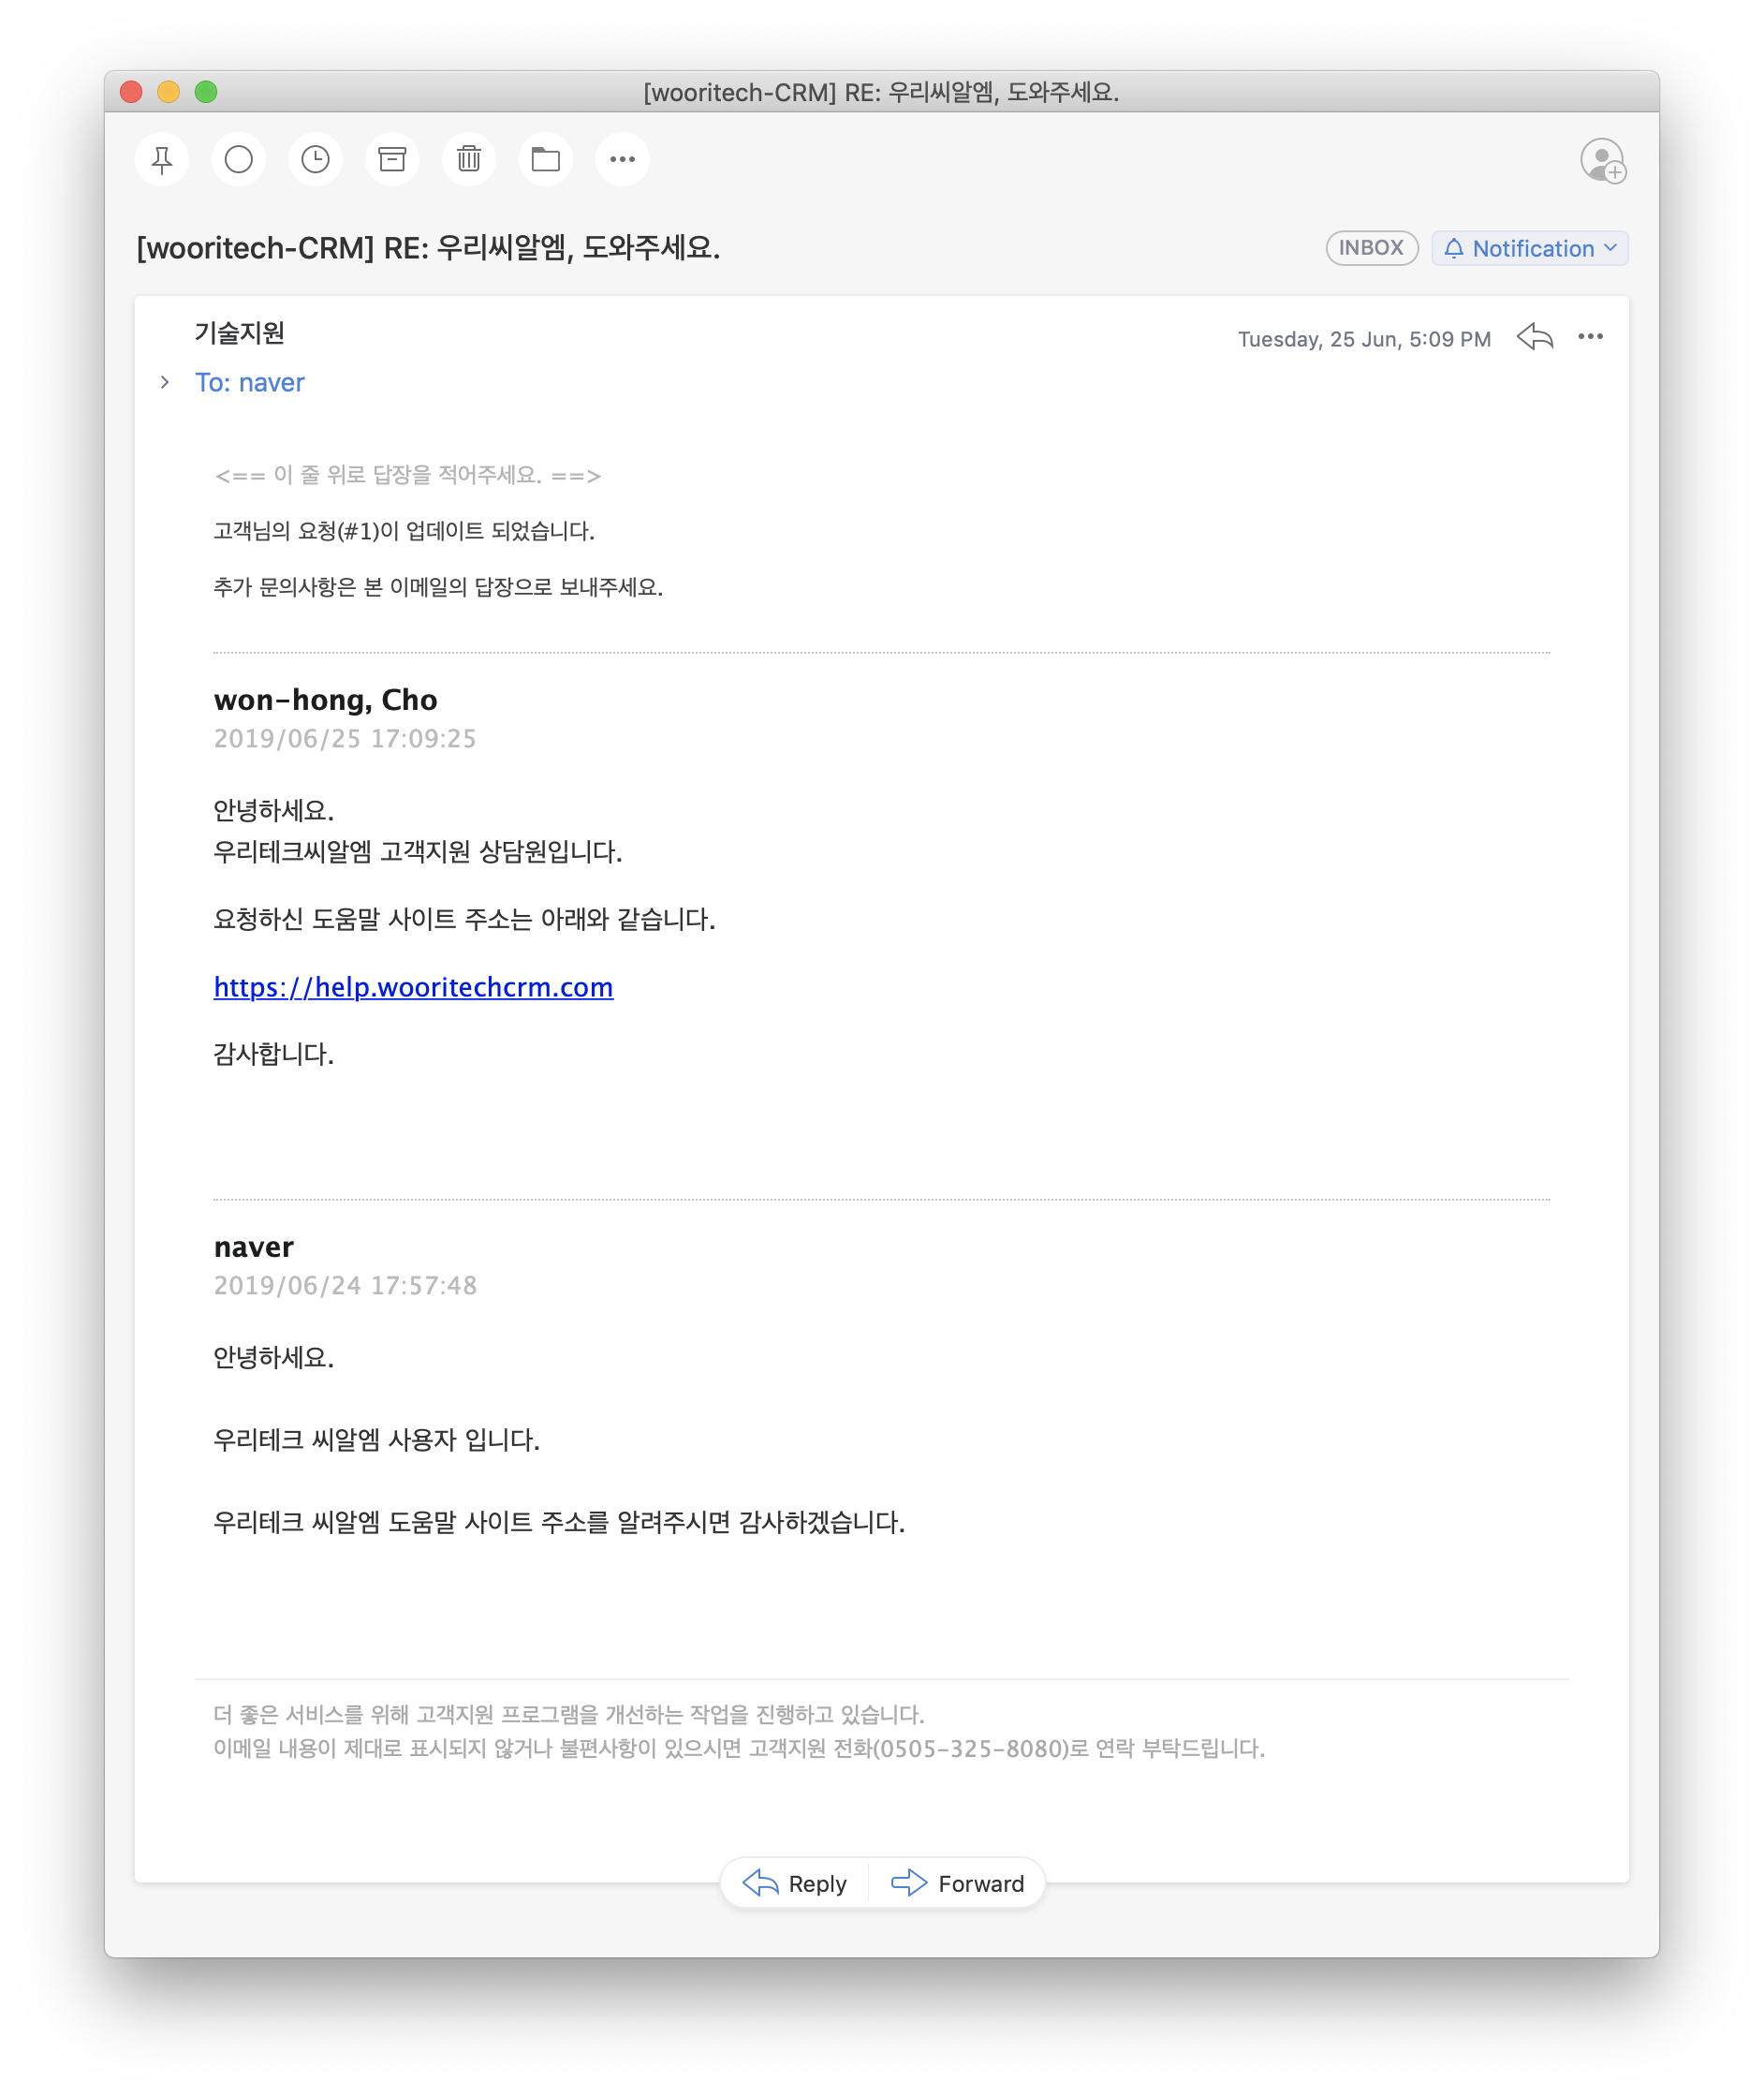 [wooritech-CRM] RE: 우리씨알엠, 도와주세요.
[wooritech-CRM] RE: 우리씨알엠, 도와주세요.
INBOX
Notification
기술지원
Tuesday, 25 Jun, 5:09 PM
To: naver
<== 이 줄 위로 답장을 적어주세요. ==>
고객님의 요청(#1)이 업데이트 되었습니다.
추가 문의사항은 본 이메일의 답장으로 보내주세요.
won-hong, Cho
2019/06/25 17:09:25
안녕하세요.
우리테크씨알엠 고객지원 상담원입니다.
요청하신 도움말 사이트 주소는 아래와 같습니다.
https://help.wooritechcrm.com
감사합니다.
naver
2019/06/24 17:57:48
안녕하세요.
우리테크 씨알엠 사용자 입니다.
우리테크 씨알엠 도움말 사이트 주소를 알려주시면 감사하겠습니다.
더 좋은 서비스를 위해 고객지원 프로그램을 개선하는 작업을 진행하고 있습니다.
이메일 내용이 제대로 표시되지 않거나 불편사항이 있으시면 고객지원 전화(0505-325-8080)로 연락 부탁드립니다.
Reply
Forward